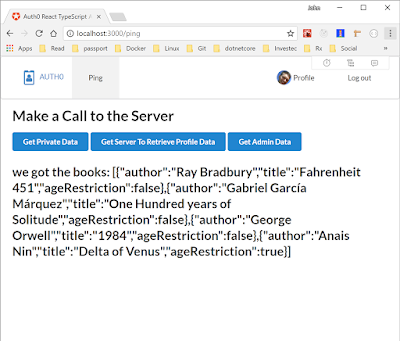 John
Auth0 React TypeScript A
localhost:3000/ping
Apps Read passport Docker Linux Git dotnetcore Investec Rx Social
AUTH0 Ping Profile Log out
Make a Call to the Server
Get Private Data Get Server To Retrieve Profile Data Get Admin Data
we got the books: [{"author":"Ray Bradbury","title":"Fahrenheit
451","ageRestriction":false},{"author":"Gabriel García
Márquez","title":"One Hundred years of
Solitude","ageRestriction":false},{"author":"George
Orwell","title":"1984","ageRestriction":false},{"author":"Anais
Nin","title":"Delta of Venus","ageRestriction":true}]